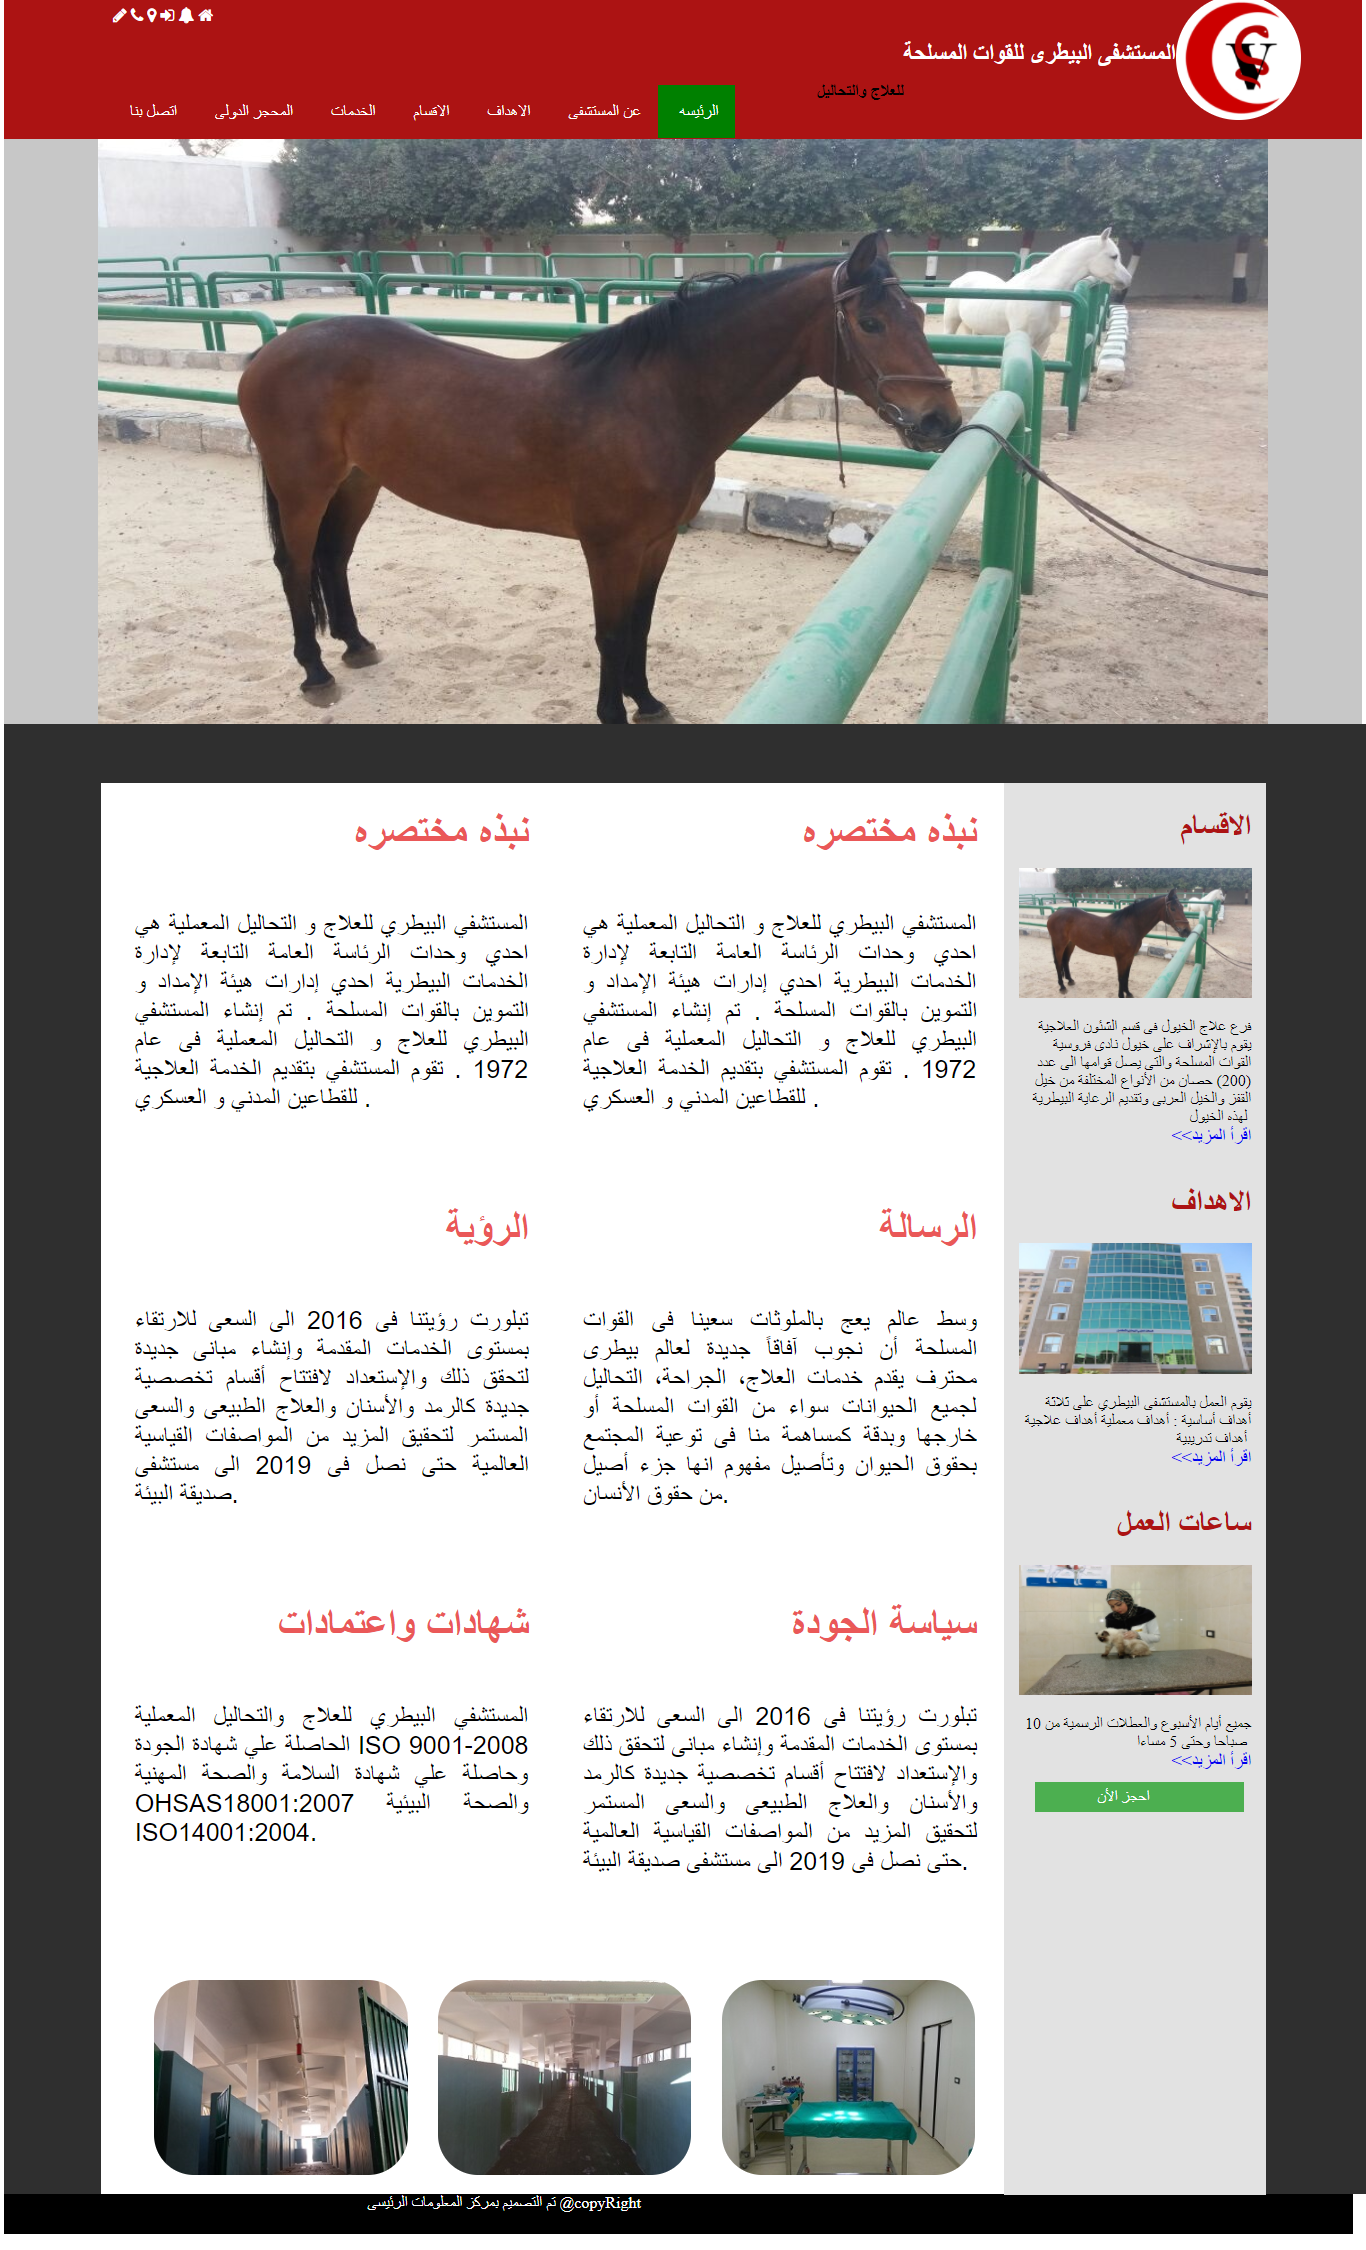 المستشفى البيطرى للقوات المسلحة
للعلاج والتحاليل
الرئيسه
عن المستشفى
الاهداف
الاقسام
الخدمات
المحجر الدولى
اتصل بنا
الاقسام
فرع علاج الخيول فى قسم الشئون العلاجية
يقوم بالإشراف على خيول نادى فروسية
القوات المسلحة والتى يصل قوامها الى عدد
(200) حصان من الأنواع المختلفة من خيل
القفز والخيل العربى وتقديم الرعاية البيطرية
لهذه الخيول
اقرأ المزيد>>
الاهداف
يقوم العمل بالمستشفى البيطري على ثلاثة
أهداف أساسية : أهداف معملية أهداف علاجية
أهداف تدريبية
اقرأ المزيد>>
ساعات العمل
جميع أيام الأسبوع والعطلات الرسمية من 10
صباحا وحتى 5 مساءا
اقرأ المزيد>>
احجز الأن
نبذه مختصره
المستشفي البيطري للعلاج و التحاليل المعملية هي
احدي وحدات الرئاسة العامة التابعة لإدارة
الخدمات البيطرية احدي إدارات هيئة الإمداد و
التموين بالقوات المسلحة . تم إنشاء المستشفي
البيطري للعلاج و التحاليل المعملية فى عام
1972 . تقوم المستشفي بتقديم الخدمة العلاجية
للقطاعين المدني و العسكري .
نبذه مختصره
المستشفي البيطري للعلاج و التحاليل المعملية هي
احدي وحدات الرئاسة العامة التابعة لإدارة
الخدمات البيطرية احدي إدارات هيئة الإمداد و
التموين بالقوات المسلحة . تم إنشاء المستشفي
البيطري للعلاج و التحاليل المعملية فى عام
1972 . تقوم المستشفي بتقديم الخدمة العلاجية
للقطاعين المدني و العسكري .
الرسالة
وسط عالم يعج بالملوثات سعينا فى القوات
المسلحة أن نجوب آفاقاً جديدة لعالم بيطرى
محترف يقدم خدمات العلاج، الجراحة، التحاليل
لجميع الحيوانات سواء من القوات المسلحة أو
خارجها وبدقة كمساهمة منا فى توعية المجتمع
بحقوق الحيوان وتأصيل مفهوم انها جزء أصيل
من حقوق الأنسان.
الرؤية
تبلورت رؤيتنا فى 2016 الى السعى للارتقاء
بمستوى الخدمات المقدمة وإنشاء مبانى جديدة
لتحقق ذلك والإستعداد لافتتاح أقسام تخصصية
جديدة كالرمد والأسنان والعلاج الطبيعى والسعى
المستمر لتحقيق المزيد من المواصفات القياسية
العالمية حتى نصل فى 2019 الى مستشفى
صديقة البيئة.
سياسة الجودة
تبلورت رؤيتنا فى 2016 الى السعى للارتقاء
بمستوى الخدمات المقدمة وإنشاء مبانى لتحقق ذلك
والإستعداد لافتتاح أقسام تخصصية جديدة كالرمد
والأسنان والعلاج الطبيعى والسعى المستمر
لتحقيق المزيد من المواصفات القياسية العالمية
حتى نصل فى 2019 الى مستشفى صديقة البيئة.
شهادات واعتمادات
المستشفي البيطري للعلاج والتحاليل المعملية
الحاصلة علي شهادة الجودة ISO 9001-2008
وحاصلة علي شهادة السلامة والصحة المهنية
OHSAS18001:2007 والصحة البيئية
ISO14001:2004.
تم التصميم بمركز المعلومات الرئيسى @copyRight